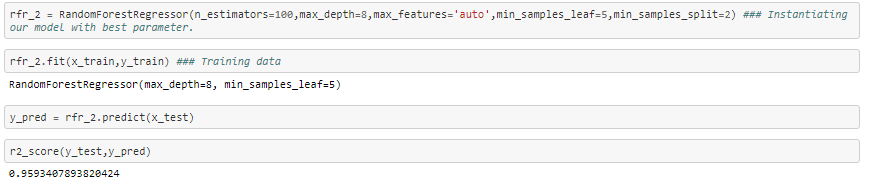 rfr_2 = RandomForestRegressor(n_estimators=100,max_depth=8,max_features='auto',min_samples_leaf=5,min_samples_split=2) ### Instantiating
our model with best parameter.
rfr_2.fit(x_train,y_train) ### Training data
RandomForestRegressor(max_depth=8, min_samples_leaf=5)
y_pred = rfr_2.predict(x_test)
r2_score(y_test,y_pred)
0.9593407893820424